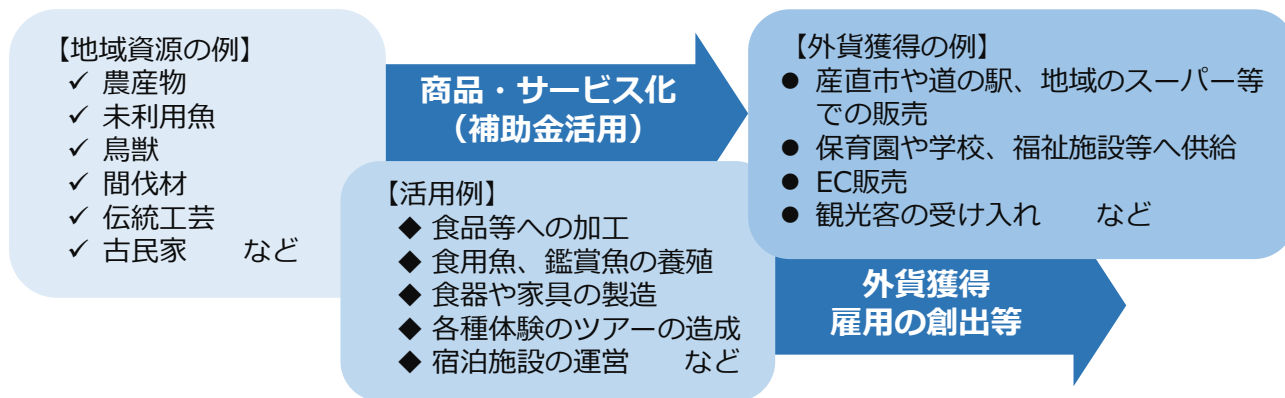 【地域資源の例】
✓ 農産物
✓ 未利用魚
✓ 鳥獣
✓ 間伐材
✓ 伝統工芸
✓ 古民家　　など
商品・サービス化
（補助金活用）
【活用例】
◆ 食品等への加工
◆ 食用魚、鑑賞魚の養殖
◆ 食器や家具の製造
◆ 各種体験のツアーの造成
◆ 宿泊施設の運営　　など
【外貨獲得の例】
● 産直市や道の駅、地域のスーパー等
での販売
● 保育園や学校、福祉施設等へ供給
● EC販売
● 観光客の受け入れ　　など
外貨獲得
雇用の創出等